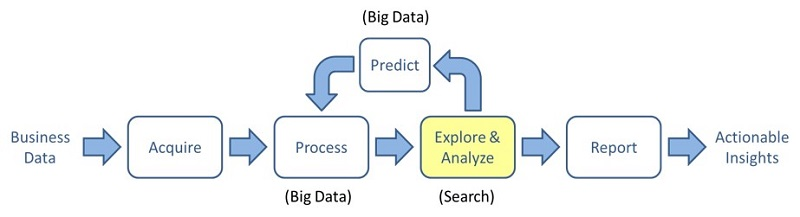 (Big Data)
Predict
Business
Data
Acquire
Process
Explore &
Analyze
Report
Actionable
Insights
(Big Data)
(Search)